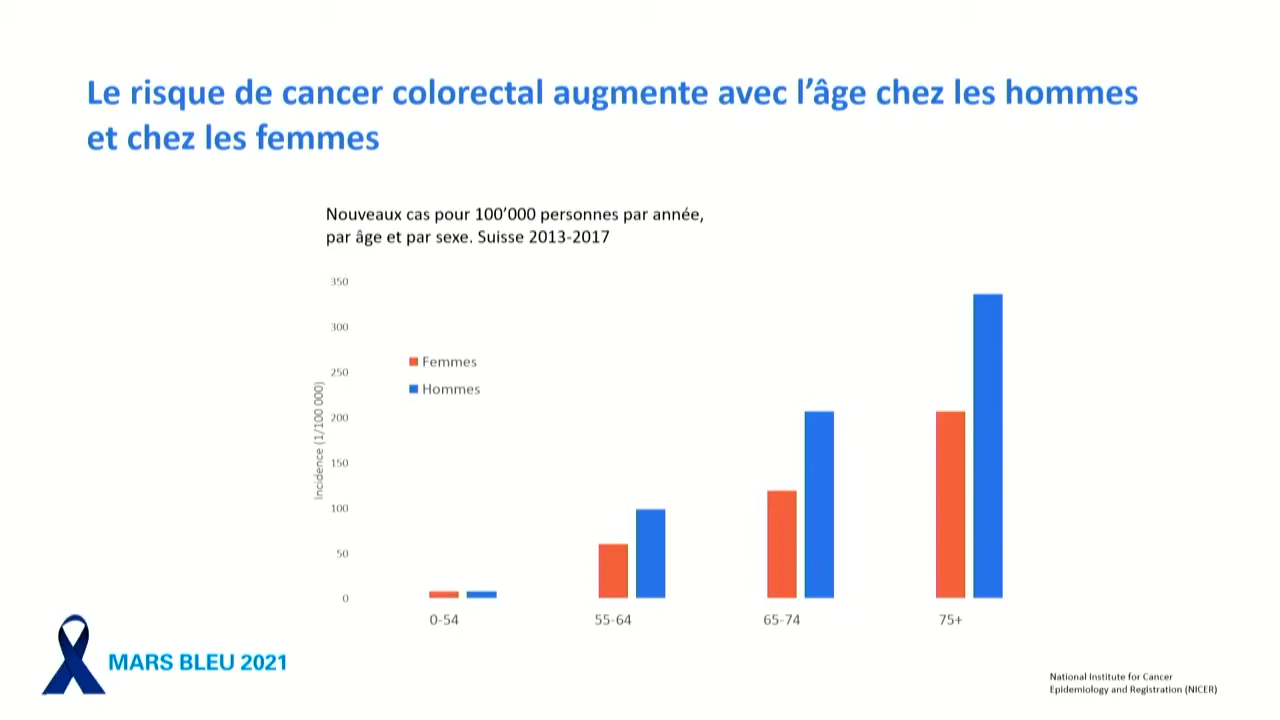 Le risque de cancer colorectal augmente avec l’âge chez les hommes
et chez les femmes
Nouveaux cas pour 100’000 personnes par année,
par âge et par sexe. Suisse 2013-2017
350
300
250
200
150
100
50
0
Incidence (1/100 000)
Femmes
Hommes
0-54
55-64
65-74
75+
MARS BLEU 2021
National Institute for Cancer
Epidemiology and Registration (NICER)